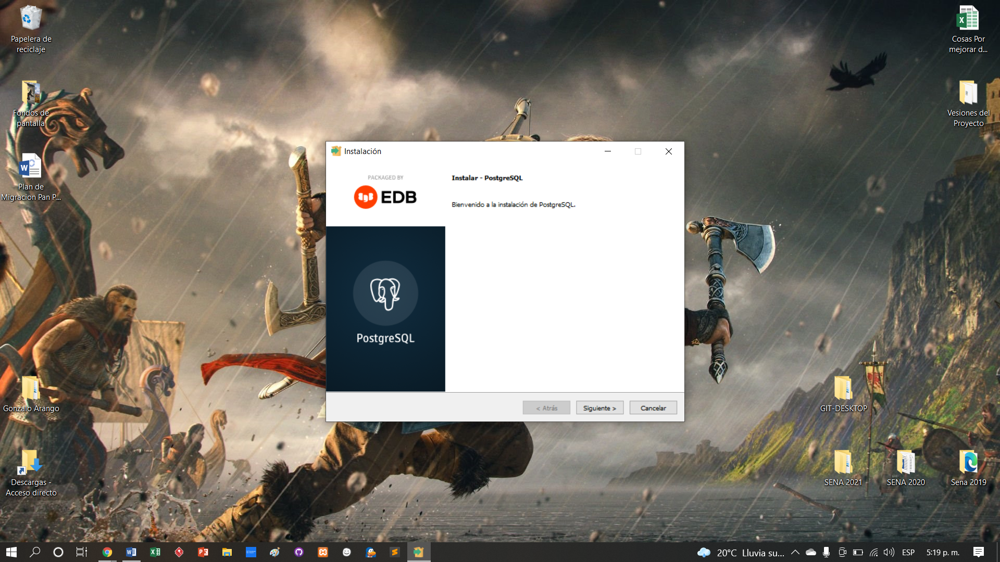 Papelera de
reciclaje
Fondos de
pantalla
Plan de
Migracion Pan P...
Gonzalo Arango
Descargas -
Acceso directo
Instalación
PACKAGED BY
EDB
Instalar - PostgreSQL
Bienvenido a la instalación de PostgreSQL.
PostgreSQL
< Atrás
Siguiente >
Cancelar
Cosas Por
mejorar d...
Vesiones del
Proyecto
GIT-DESKTOP
SENA 2021
SENA 2020
Sena 2019
20°C Lluvia su...
ESP
5:19 p. m.